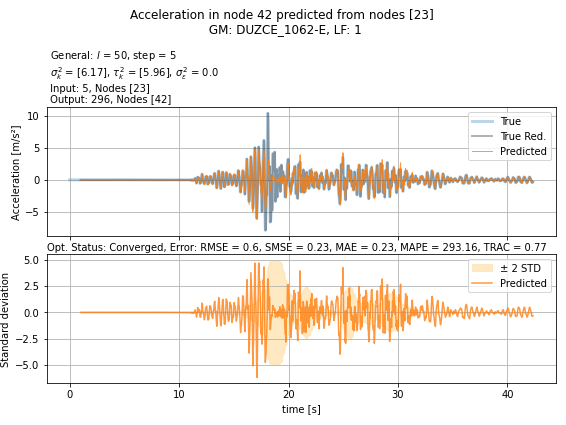 Acceleration in node 42 predicted from nodes [23]
GM: DUZCE_1062-E, LF: 1
General: l = 50, step = 5
σ²ₖ = [6.17], τ²ₖ = [5.96], σ²ε = 0.0
Input: 5, Nodes [23]
Output: 296, Nodes [42]
Acceleration [m/s²]
10
5
0
−5
True
True Red.
Predicted
Opt. Status: Converged, Error: RMSE = 0.6, SMSE = 0.23, MAE = 0.23, MAPE = 293.16, TRAC = 0.77
Standard deviation
5.0
2.5
0.0
−2.5
−5.0
± 2 STD
Predicted
0 10 20 30 40
time [s]